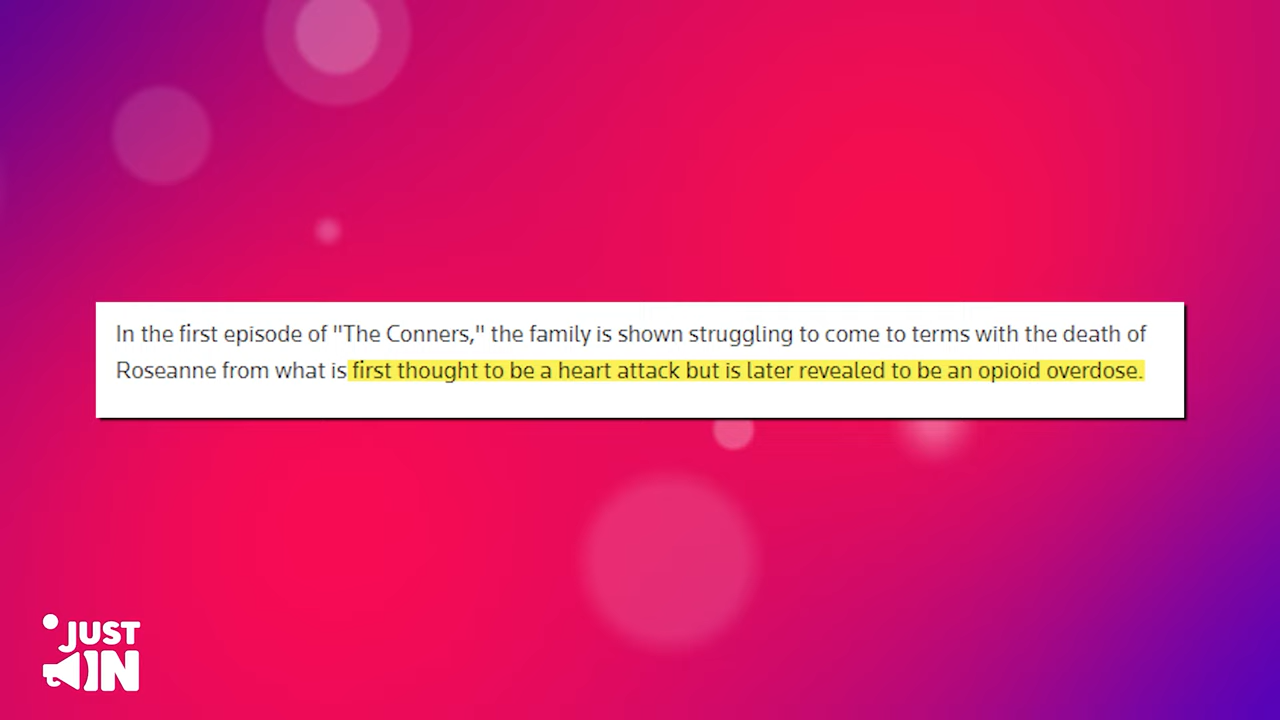 In the first episode of "The Conners," the family is shown struggling to come to terms with the death of
Roseanne from what is first thought to be a heart attack but is later revealed to be an opioid overdose.
JUST
IN